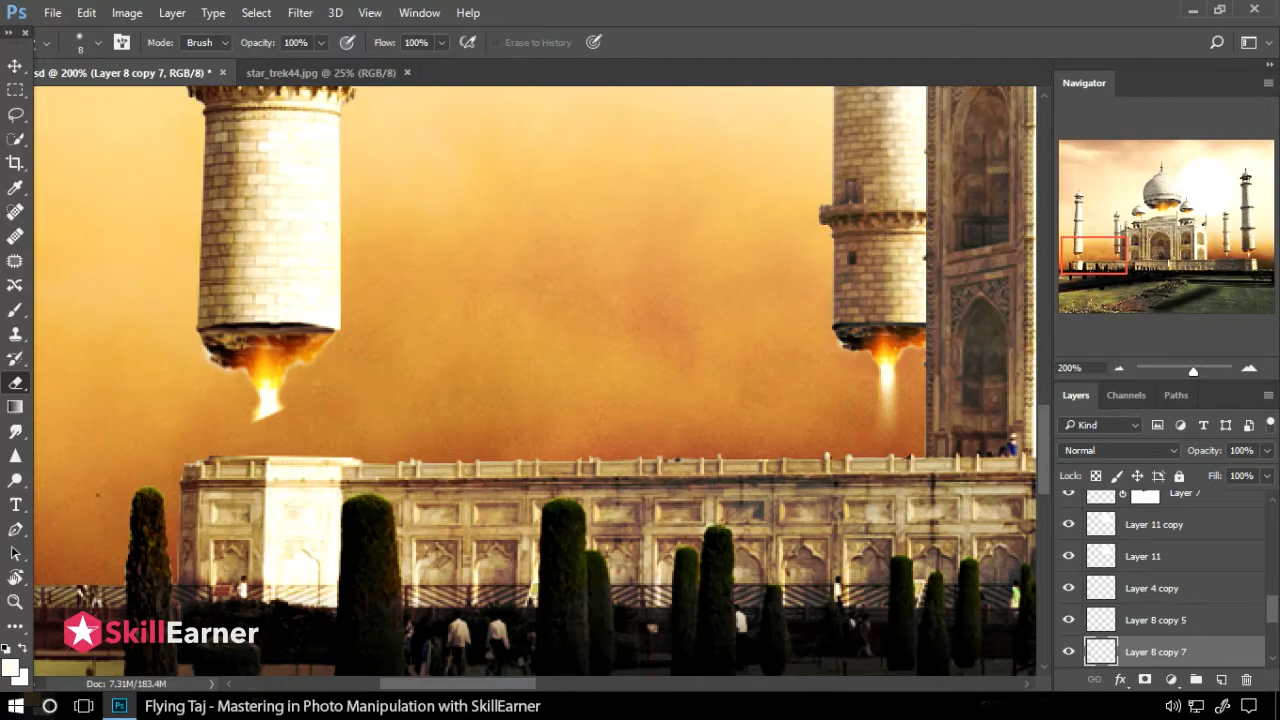 Ps File Edit Image Layer Type Select Filter 3D View Window Help
8 Mode: Brush Opacity: 100% Flow: 100% Erase to History
sd @ 200% (Layer 8 copy 7, RGB/8) * × star_trek44.jpg @ 25% (RGB/8) ×
Navigator
200%
Layers Channels Paths
Kind
Normal Opacity: 100%
Lock: Fill: 100%
Layer 7
Layer 11 copy
Layer 11
Layer 4 copy
Layer 8 copy 5
Layer 8 copy 7
SkillEarner
Doc: 7.31M/183.4M
Ps Flying Taj - Mastering in Photo Manipulation with SkillEarner